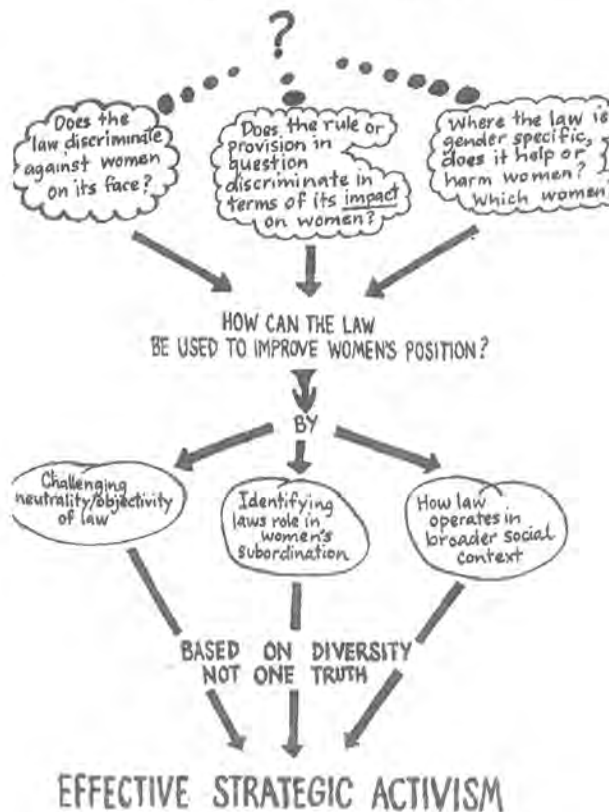 ?
Does the
law discriminate
against women
on its face?
Does the rule or
provision in
question
discriminate in
terms of its impact
on women?
Where the law is
gender specific,
does it help or
harm women?
Which women
HOW CAN THE LAW
BE USED TO IMPROVE WOMEN'S POSITION?
BY
Challenging
neutrality/objectivity
of law
Identifying
laws role in
women's
subordination
How law
operates in
broader social
context
BASED ON DIVERSITY
NOT ONE TRUTH
EFFECTIVE STRATEGIC ACTIVISM